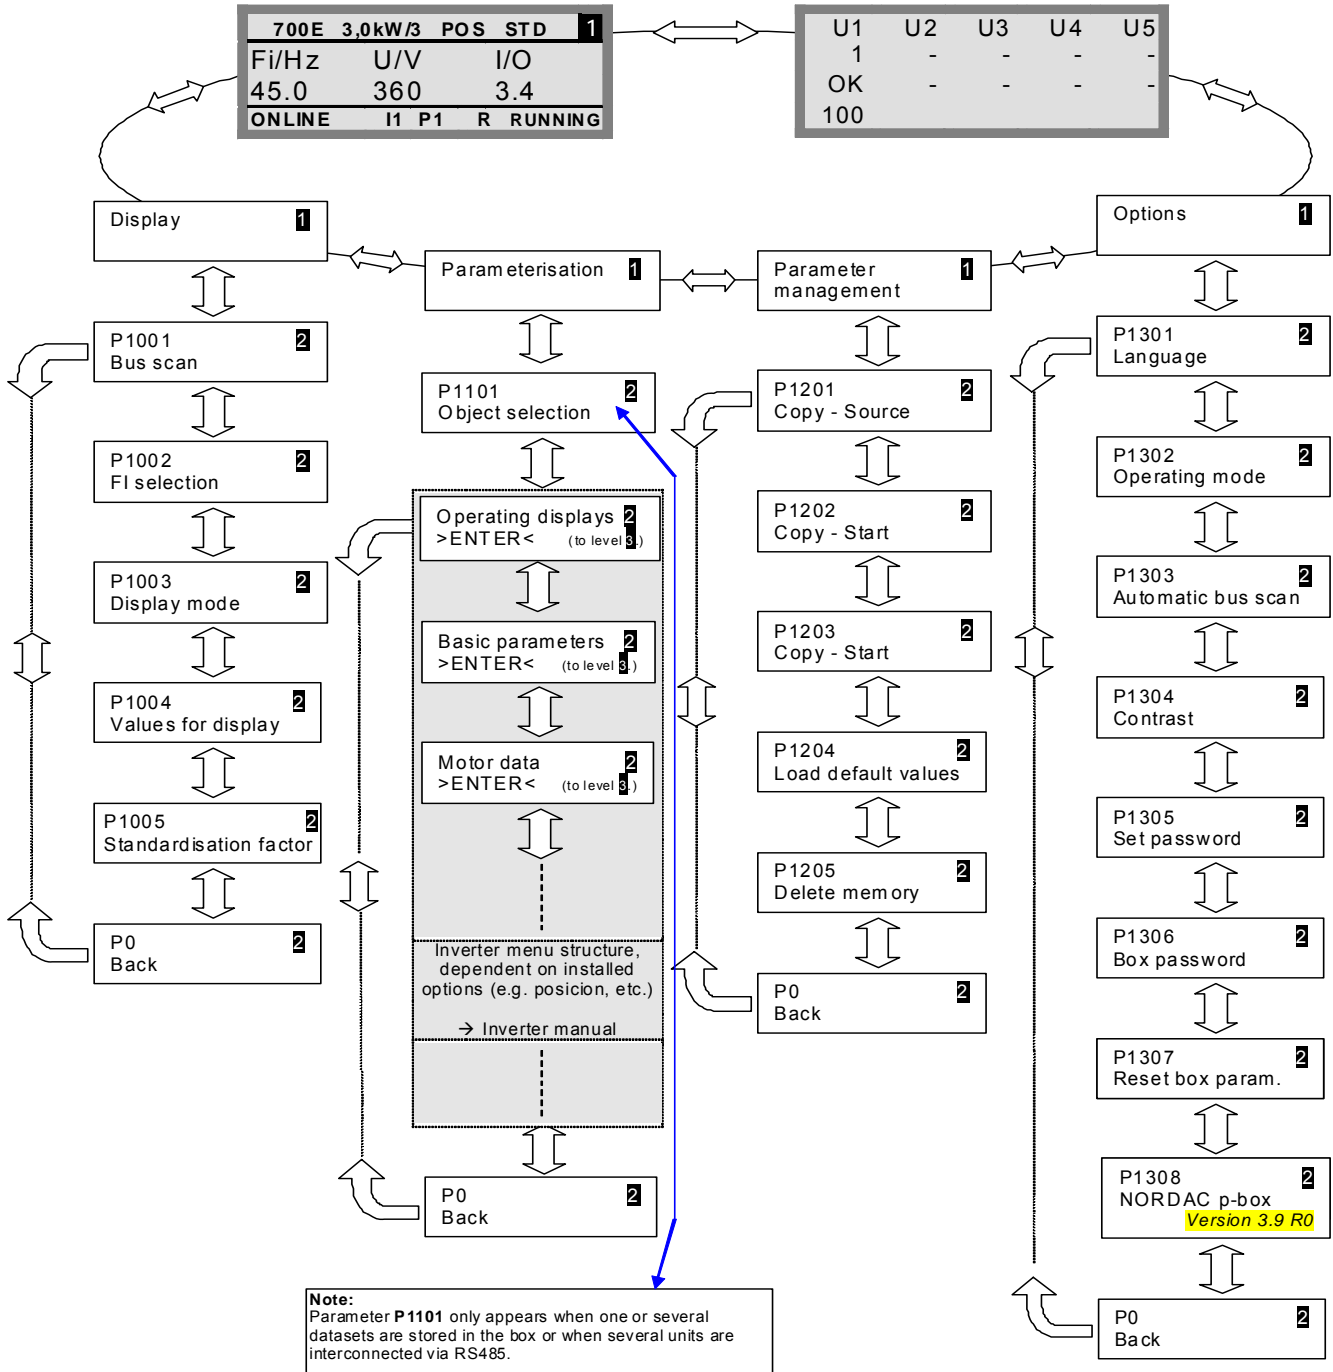 700E 3,0kW/3 POS STD 1
Fi/Hz U/V I/O
45.0 360 3.4
ONLINE I1 P1 R RUNNING
U1 U2 U3 U4 U5
1 - - - -
OK - - - -
100
Display 1
P1001 2
Bus scan
P1002 2
FI selection
P1003 2
Display mode
P1004 2
Values for display
P1005 2
Standardisation factor
P0 2
Back
Parameterisation 1
P1101 2
Object selection
Operating displays 2
>ENTER< (to level 3.)
Basic parameters 2
>ENTER< (to level 3.)
Motor data 2
>ENTER< (to level 3.)
Inverter menu structure,
dependent on installed
options (e.g. posicion, etc.)
→ Inverter manual
P0 2
Back
Parameter 1
management
P1201 2
Copy - Source
P1202 2
Copy - Start
P1203 2
Copy - Start
P1204 2
Load default values
P1205 2
Delete memory
P0 2
Back
Options 1
P1301 2
Language
P1302 2
Operating mode
P1303 2
Automatic bus scan
P1304 2
Contrast
P1305 2
Set password
P1306 2
Box password
P1307 2
Reset box param.
P1308 2
NORDAC p-box
Version 3.9 R0
P0 2
Back
Note:
Parameter P1101 only appears when one or several
datasets are stored in the box or when several units are
interconnected via RS485.